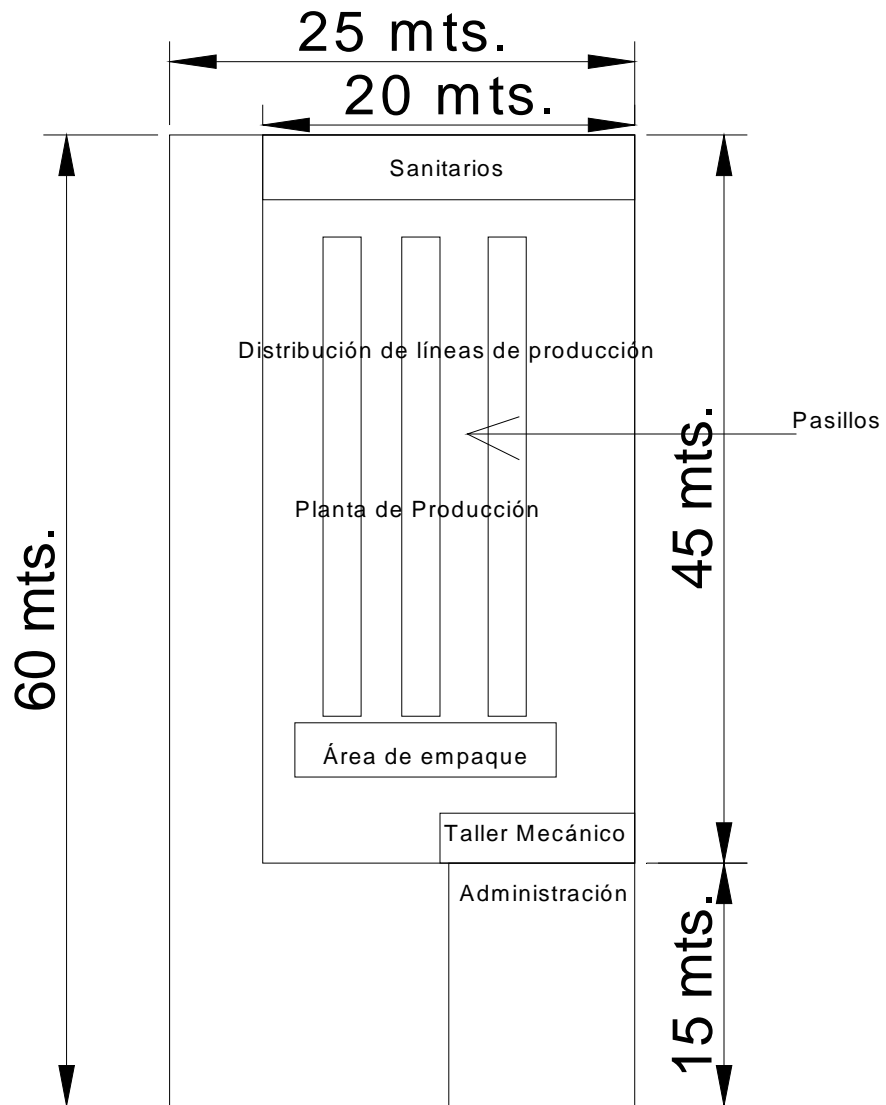 25 mts.
20 mts.
Sanitarios
Distribución de líneas de producción
Pasillos
45 mts.
Planta de Producción
60 mts.
Área de empaque
Taller Mecánico
Administración
15 mts.